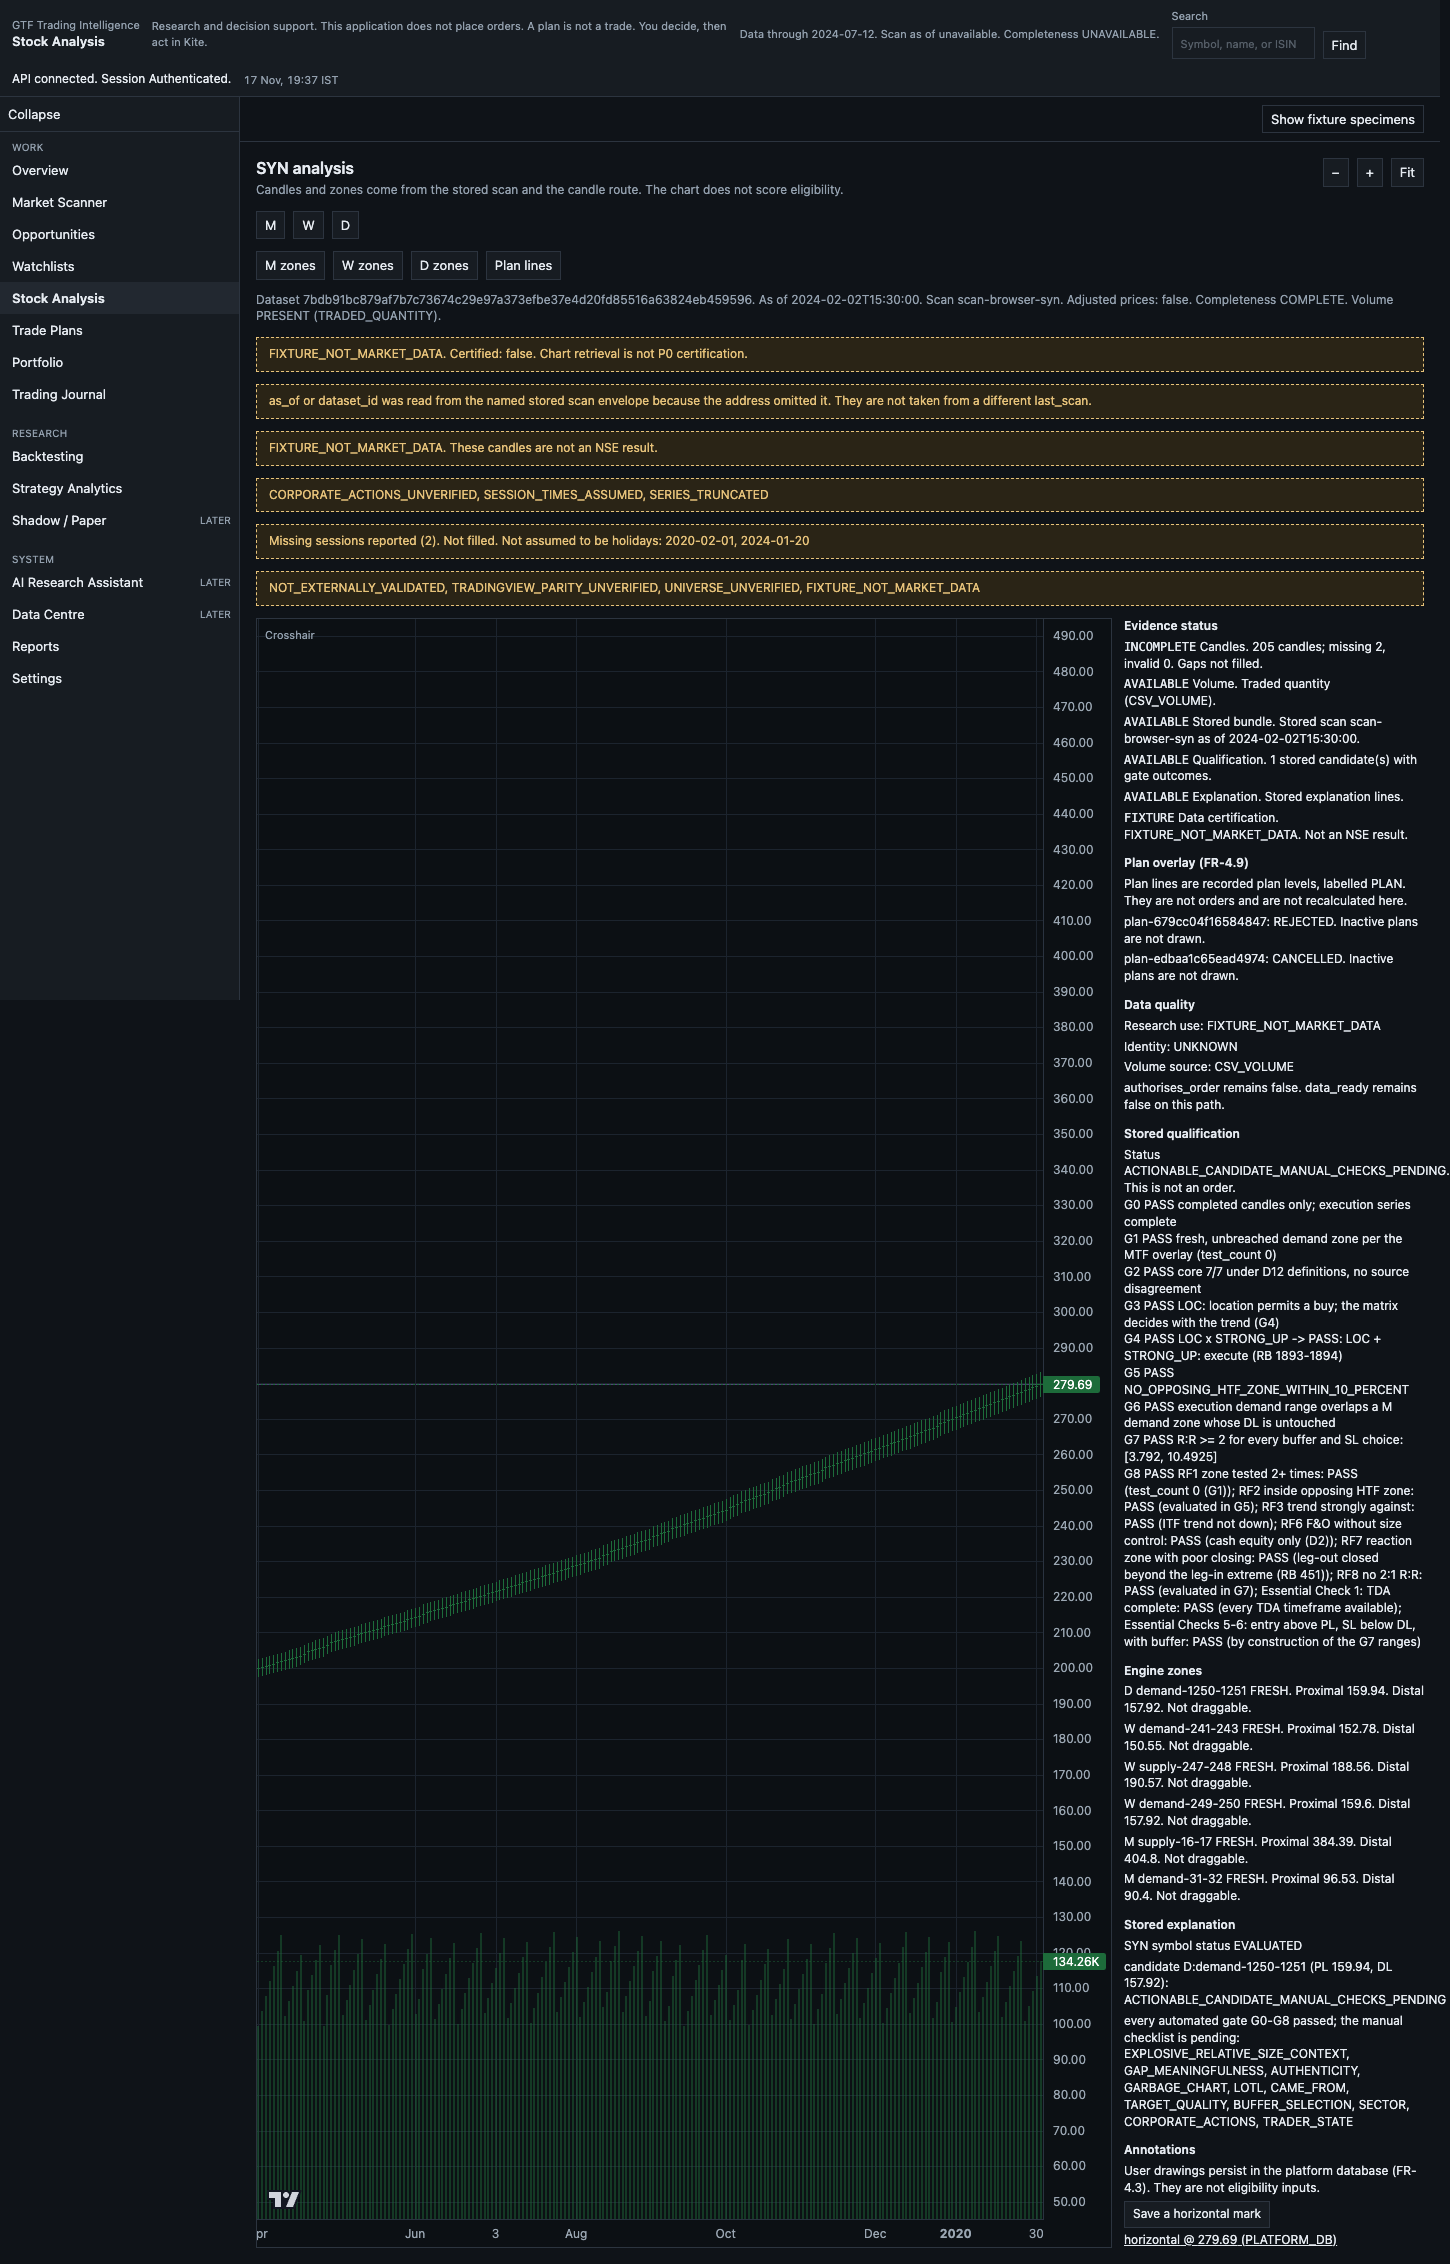 GTF Trading Intelligence
Stock Analysis
Research and decision support. This application does not place orders. A plan is not a trade. You decide, then
act in Kite.
Data through 2024-07-12. Scan as of unavailable. Completeness UNAVAILABLE.
Search
Symbol, name, or ISIN
Find
API connected. Session Authenticated.
17 Nov, 19:37 IST
Collapse
WORK
Overview
Market Scanner
Opportunities
Watchlists
Stock Analysis
Trade Plans
Portfolio
Trading Journal
RESEARCH
Backtesting
Strategy Analytics
Shadow / Paper LATER
SYSTEM
AI Research Assistant LATER
Data Centre LATER
Reports
Settings
Show fixture specimens
SYN analysis
Candles and zones come from the stored scan and the candle route. The chart does not score eligibility.
− + Fit
M W D
M zones W zones D zones Plan lines
Dataset 7bdb91bc879af7b7c73674c29e97a373efbe37e4d20fd85516a63824eb459596. As of 2024-02-02T15:30:00. Scan scan-browser-syn. Adjusted prices: false. Completeness COMPLETE. Volume
PRESENT (TRADED_QUANTITY).
FIXTURE_NOT_MARKET_DATA. Certified: false. Chart retrieval is not P0 certification.
as_of or dataset_id was read from the named stored scan envelope because the address omitted it. They are not taken from a different last_scan.
FIXTURE_NOT_MARKET_DATA. These candles are not an NSE result.
CORPORATE_ACTIONS_UNVERIFIED, SESSION_TIMES_ASSUMED, SERIES_TRUNCATED
Missing sessions reported (2). Not filled. Not assumed to be holidays: 2020-02-01, 2024-01-20
NOT_EXTERNALLY_VALIDATED, TRADINGVIEW_PARITY_UNVERIFIED, UNIVERSE_UNVERIFIED, FIXTURE_NOT_MARKET_DATA
Crosshair
490.00
480.00
470.00
460.00
450.00
440.00
430.00
420.00
410.00
400.00
390.00
380.00
370.00
360.00
350.00
340.00
330.00
320.00
310.00
300.00
290.00
279.69
270.00
260.00
250.00
240.00
230.00
220.00
210.00
200.00
190.00
180.00
170.00
160.00
150.00
140.00
130.00
120.00
134.26K
110.00
100.00
90.00
80.00
70.00
60.00
50.00
pr Jun 3 Aug Oct Dec 2020 30
Evidence status
INCOMPLETE Candles. 205 candles; missing 2,
invalid 0. Gaps not filled.
AVAILABLE Volume. Traded quantity
(CSV_VOLUME).
AVAILABLE Stored bundle. Stored scan scan-
browser-syn as of 2024-02-02T15:30:00.
AVAILABLE Qualification. 1 stored candidate(s) with
gate outcomes.
AVAILABLE Explanation. Stored explanation lines.
FIXTURE Data certification.
FIXTURE_NOT_MARKET_DATA. Not an NSE result.
Plan overlay (FR-4.9)
Plan lines are recorded plan levels, labelled PLAN.
They are not orders and are not recalculated here.
plan-679cc04f16584847: REJECTED. Inactive plans
are not drawn.
plan-edbaa1c65ead4974: CANCELLED. Inactive
plans are not drawn.
Data quality
Research use: FIXTURE_NOT_MARKET_DATA
Identity: UNKNOWN
Volume source: CSV_VOLUME
authorises_order remains false. data_ready remains
false on this path.
Stored qualification
Status
ACTIONABLE_CANDIDATE_MANUAL_CHECKS_PENDING.
This is not an order.
G0 PASS completed candles only; execution series
complete
G1 PASS fresh, unbreached demand zone per the
MTF overlay (test_count 0)
G2 PASS core 7/7 under D12 definitions, no source
disagreement
G3 PASS LOC: location permits a buy; the matrix
decides with the trend (G4)
G4 PASS LOC x STRONG_UP -> PASS: LOC +
STRONG_UP: execute (RB 1893-1894)
G5 PASS
NO_OPPOSING_HTF_ZONE_WITHIN_10_PERCENT
G6 PASS execution demand range overlaps a M
demand zone whose DL is untouched
G7 PASS R:R >= 2 for every buffer and SL choice:
[3.792, 10.4925]
G8 PASS RF1 zone tested 2+ times: PASS
(test_count 0 (G1)); RF2 inside opposing HTF zone:
PASS (evaluated in G5); RF3 trend strongly against:
PASS (ITF trend not down); RF6 F&O without size
control: PASS (cash equity only (D2)); RF7 reaction
zone with poor closing: PASS (leg-out closed
beyond the leg-in extreme (RB 451)); RF8 no 2:1 R:R:
PASS (evaluated in G7); Essential Check 1: TDA
complete: PASS (every TDA timeframe available);
Essential Checks 5-6: entry above PL, SL below DL,
with buffer: PASS (by construction of the G7 ranges)
Engine zones
D demand-1250-1251 FRESH. Proximal 159.94. Distal
157.92. Not draggable.
W demand-241-243 FRESH. Proximal 152.78. Distal
150.55. Not draggable.
W supply-247-248 FRESH. Proximal 188.56. Distal
190.57. Not draggable.
W demand-249-250 FRESH. Proximal 159.6. Distal
157.92. Not draggable.
M supply-16-17 FRESH. Proximal 384.39. Distal
404.8. Not draggable.
M demand-31-32 FRESH. Proximal 96.53. Distal
90.4. Not draggable.
Stored explanation
SYN symbol status EVALUATED
candidate D:demand-1250-1251 (PL 159.94, DL
157.92):
ACTIONABLE_CANDIDATE_MANUAL_CHECKS_PENDING
every automated gate G0-G8 passed; the manual
checklist is pending:
EXPLOSIVE_RELATIVE_SIZE_CONTEXT,
GAP_MEANINGFULNESS, AUTHENTICITY,
GARBAGE_CHART, LOTL, CAME_FROM,
TARGET_QUALITY, BUFFER_SELECTION, SECTOR,
CORPORATE_ACTIONS, TRADER_STATE
Annotations
User drawings persist in the platform database (FR-
4.3). They are not eligibility inputs.
Save a horizontal mark
horizontal @ 279.69 (PLATFORM_DB)